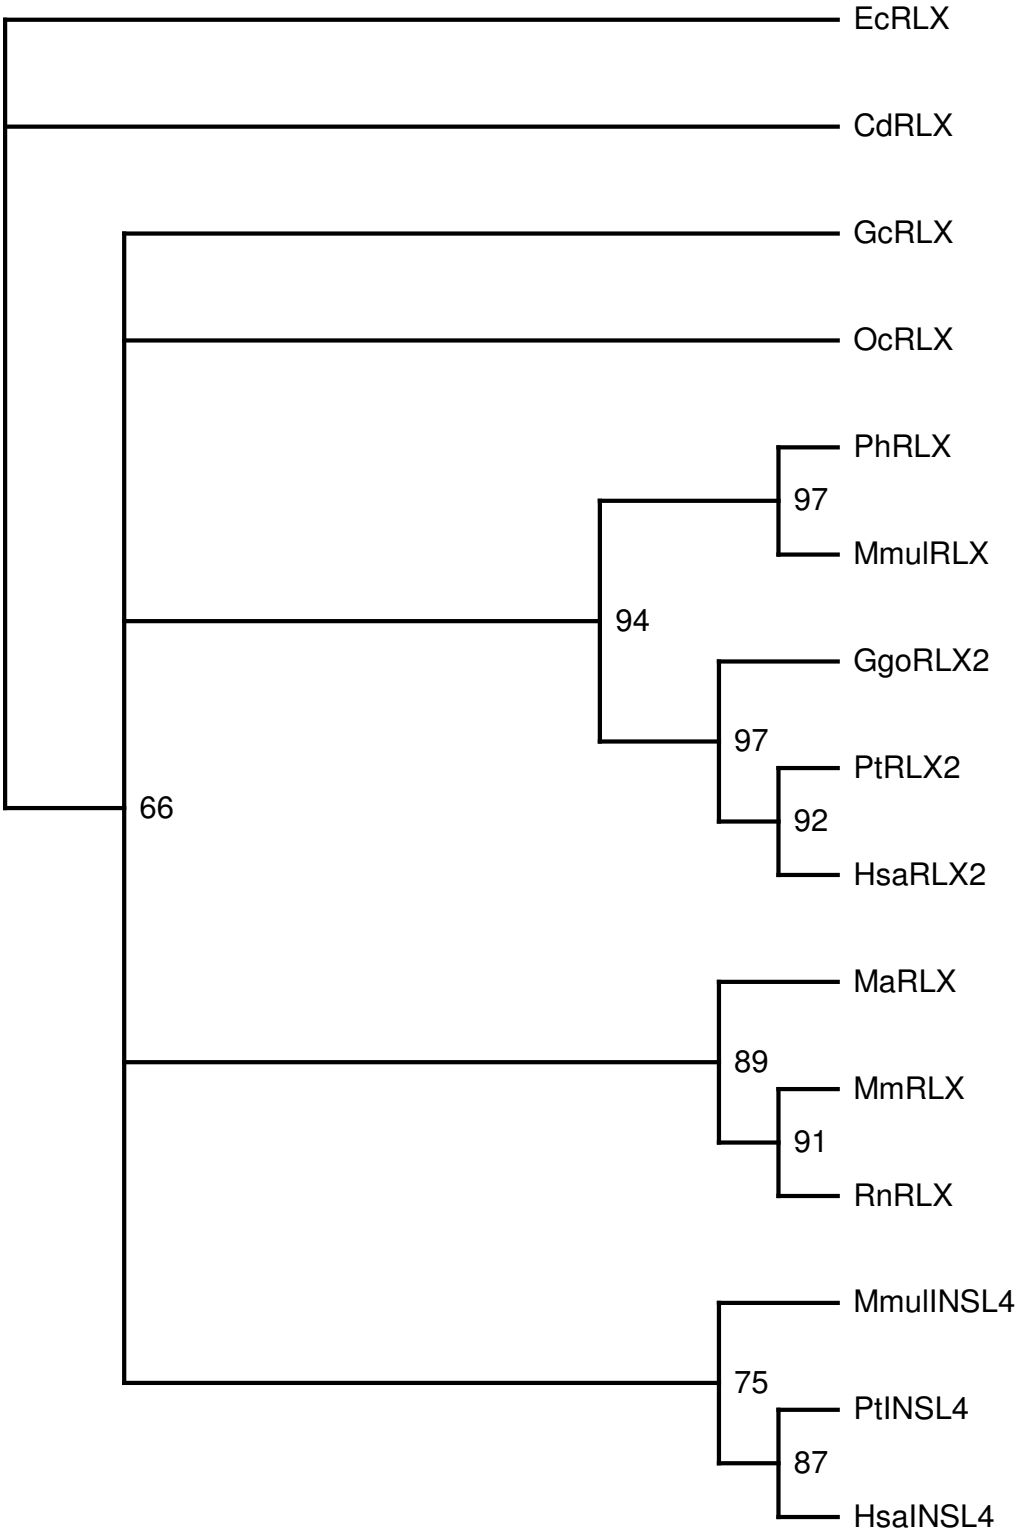 EcRLX
CdRLX
GcRLX
OcRLX
PhRLX
97
MmulRLX
94
GgoRLX2
97
PtRLX2
66
92
HsaRLX2
MaRLX
89
MmRLX
91
RnRLX
MmulINSL4
75
PtINSL4
87
HsaINSL4